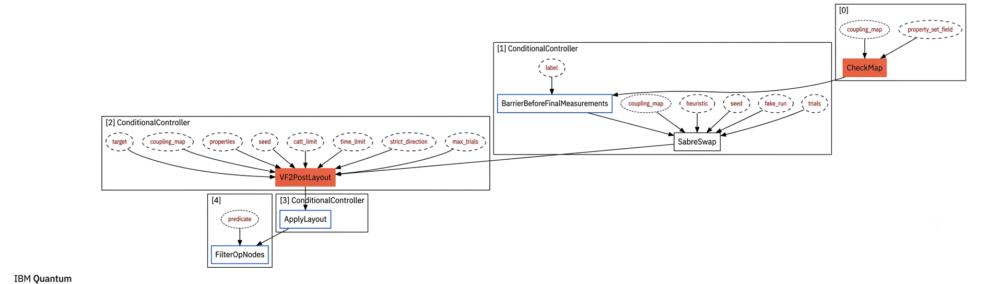 [0]
coupling_map
property_set_field
CheckMap
[1] ConditionalController
label
BarrierBeforeFinalMeasurements
coupling_map
heuristic
seed
fake_run
trials
SabreSwap
[2] ConditionalController
target
coupling_map
properties
seed
catt_limit
time_limit
strict_direction
max_trials
VF2PostLayout
[3] ConditionalController
ApplyLayout
[4]
predicate
FilterOpNodes
IBM Quantum